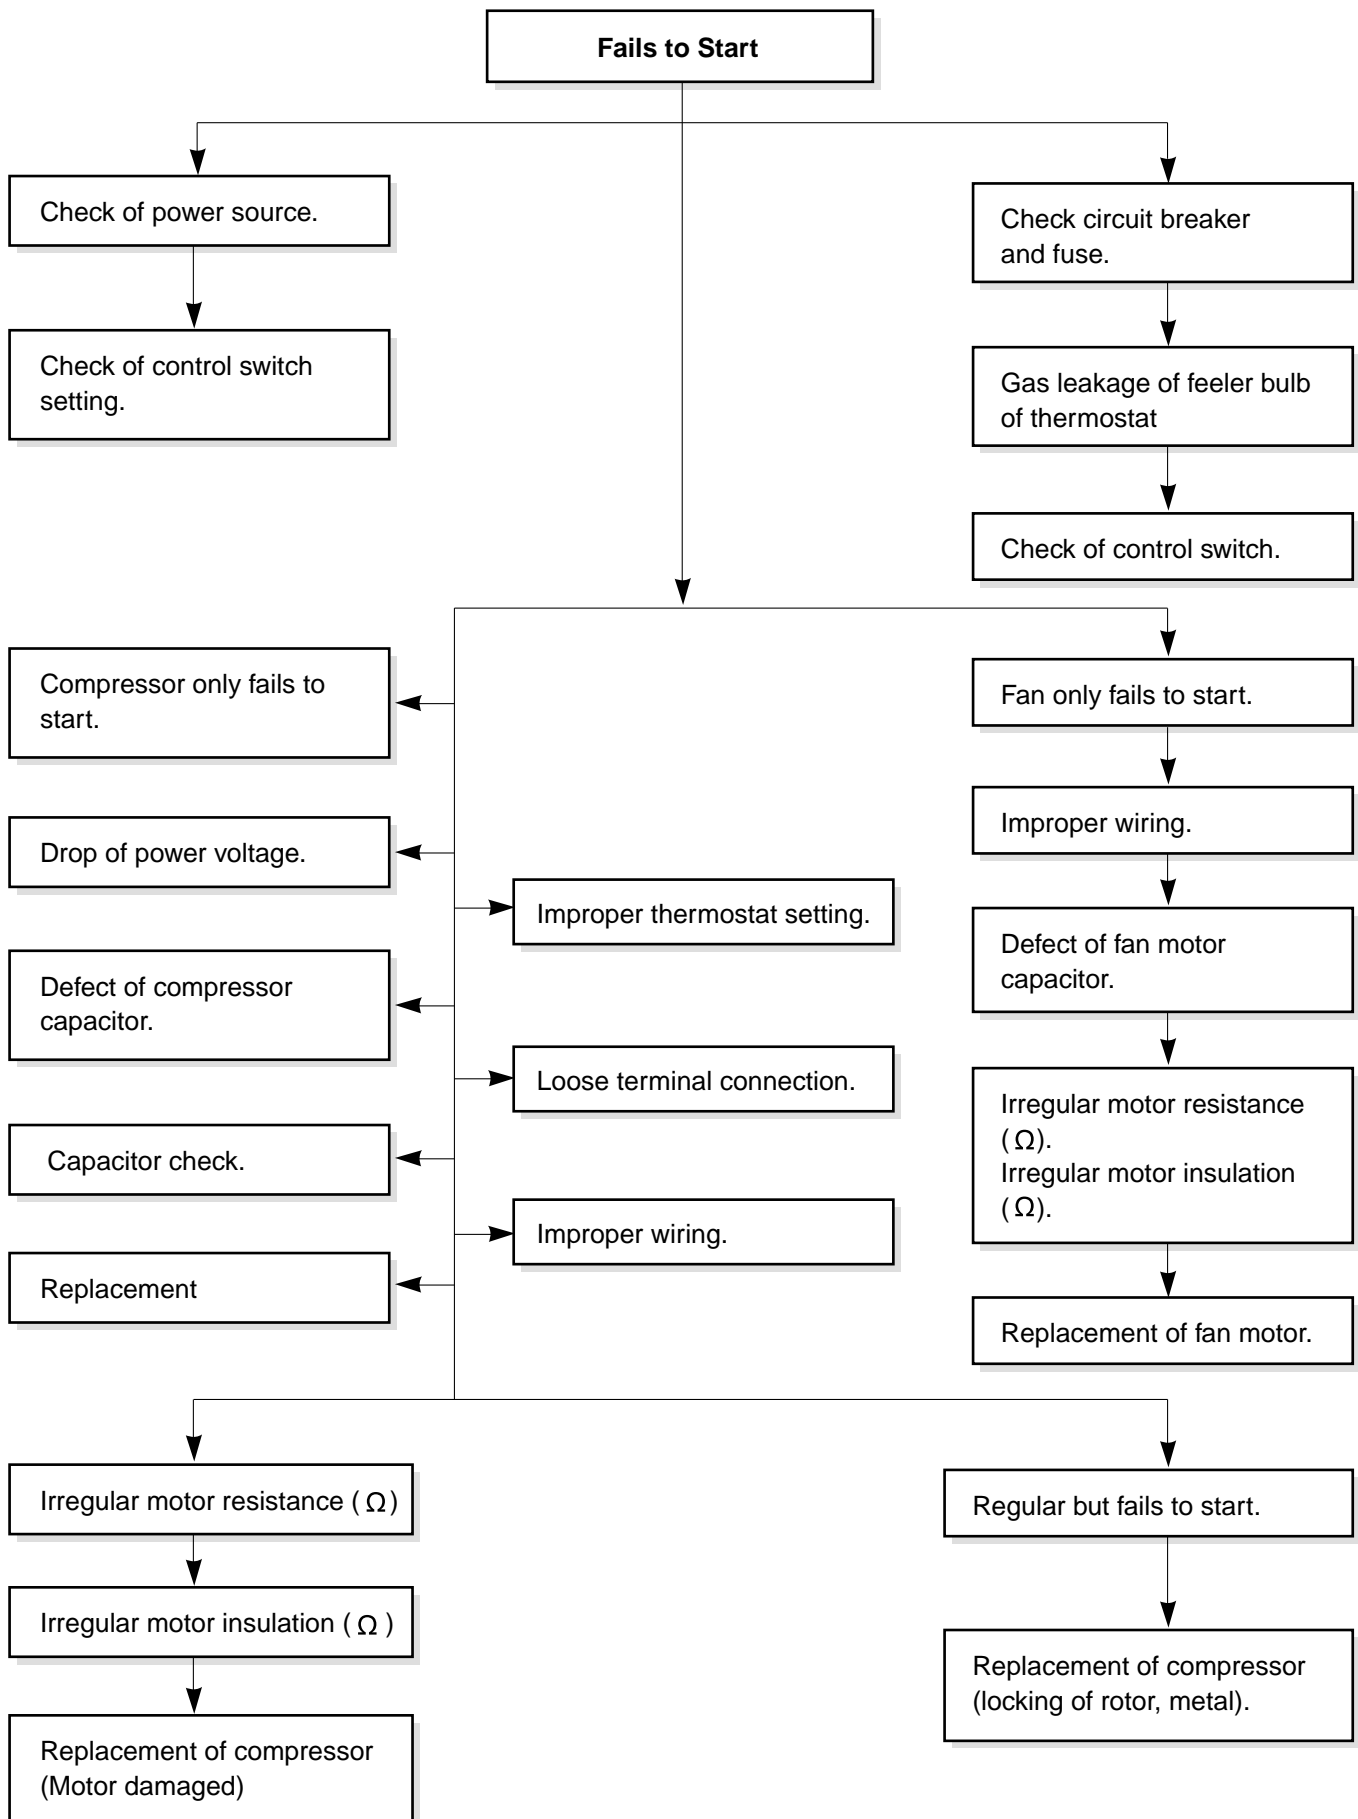 Fails to Start
Check of power source.
Check of control switch
setting.
Check circuit breaker
and fuse.
Gas leakage of feeler bulb
of thermostat
Check of control switch.
Compressor only fails to
start.
Drop of power voltage.
Improper thermostat setting.
Defect of compressor
capacitor.
Loose terminal connection.
Capacitor check.
Improper wiring.
Replacement
Fan only fails to start.
Improper wiring.
Defect of fan motor
capacitor.
Irregular motor resistance
(Ω).
Irregular motor insulation
(Ω).
Replacement of fan motor.
Irregular motor resistance (Ω)
Irregular motor insulation (Ω )
Replacement of compressor
(Motor damaged)
Regular but fails to start.
Replacement of compressor
(locking of rotor, metal).